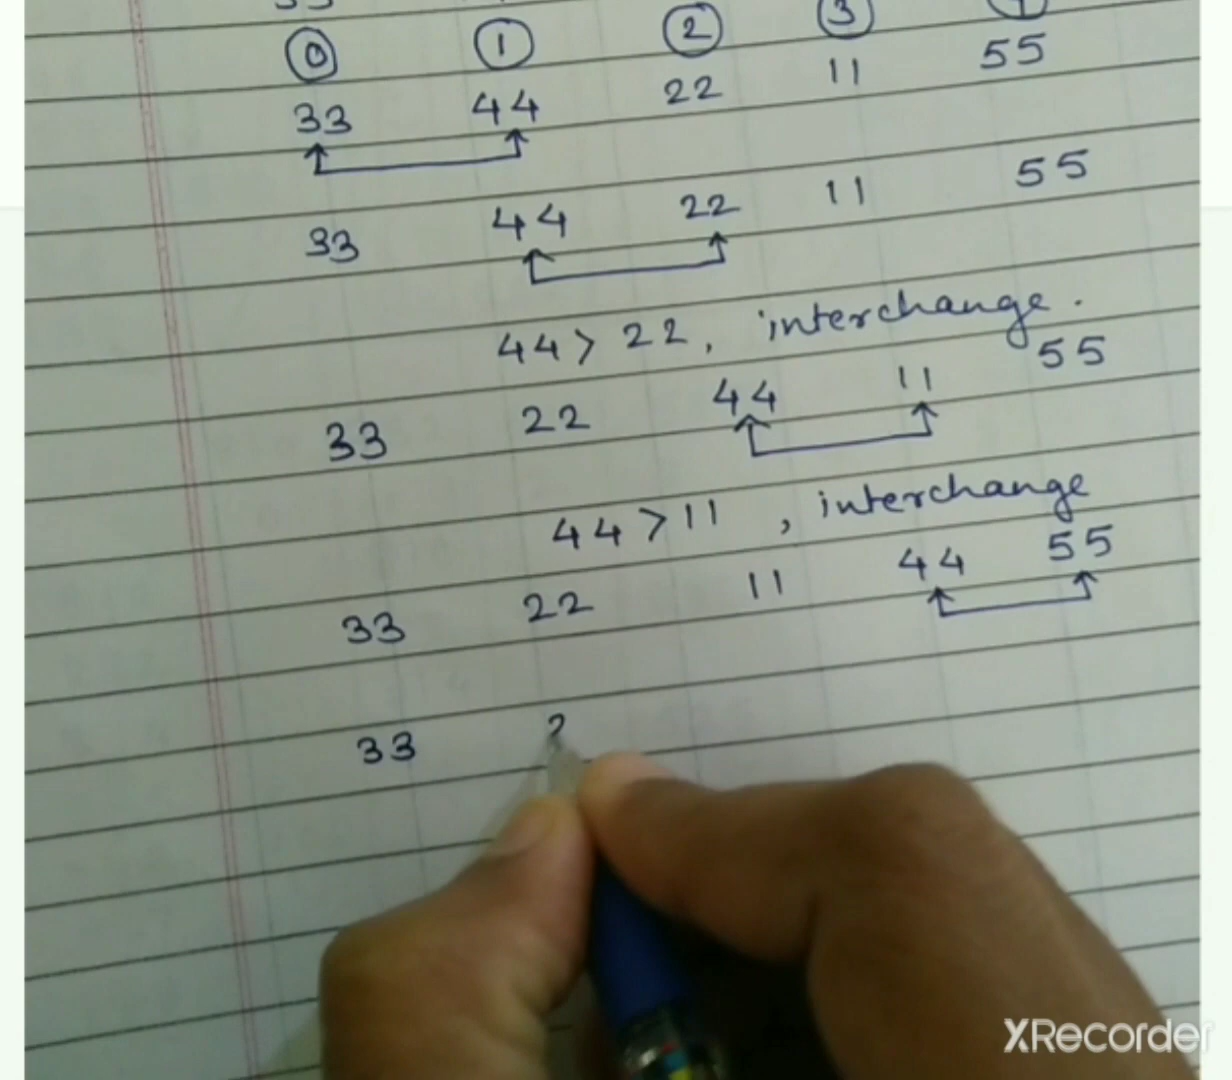 0 1 2 3
33 44 22 11 55
33 44 22 11 55
44 > 22, interchange.
33 22 44 11 55
44 > 11 , interchange
33 22 11 44 55
33 2
XRecorder